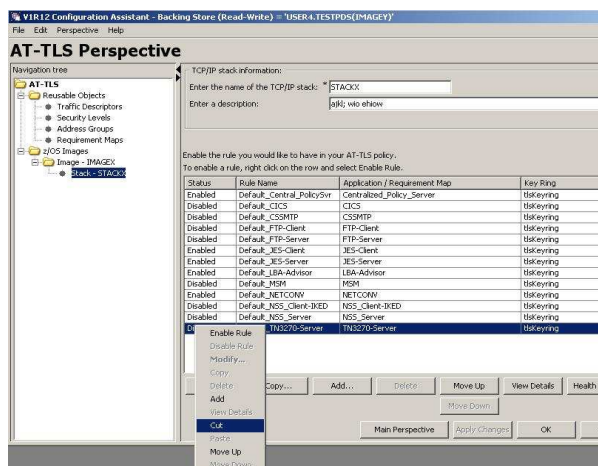 V1R12 Configuration Assistant - Backing Store (Read-Write) = 'USER4.TESTPDS(IMAGEY)'
File Edit Perspective Help
AT-TLS Perspective
Navigation tree
AT-TLS
Reusable Objects
Traffic Descriptors
Security Levels
Address Groups
Requirement Maps
z/OS Images
Image - IMAGEX
Stack - STACKX
TCP/IP stack information:
Enter the name of the TCP/IP stack: * STACKX
Enter a description: ajkl; wio ehiow
Enable the rule you would like to have in your AT-TLS policy.
To enable a rule, right click on the row and select Enable Rule.
Status Rule Name Application / Requirement Map Key Ring
Enabled Default_Central_PolicySvr Centralized_Policy_Server tlsKeyring
Disabled Default_CICS CICS tlsKeyring
Disabled Default_CSSMTP CSSMTP tlsKeyring
Disabled Default_FTP-Client FTP-Client tlsKeyring
Disabled Default_FTP-Server FTP-Server tlsKeyring
Enabled Default_JES-Client JES-Client tlsKeyring
Enabled Default_JES-Server JES-Server tlsKeyring
Enabled Default_LBA-Advisor LBA-Advisor tlsKeyring
Disabled Default_MSM MSM tlsKeyring
Enabled Default_NETCONV NETCONV tlsKeyring
Disabled Default_NSS_Client-IKED NSS_Client-IKED tlsKeyring
Disabled Default_NSS_Server NSS_Server tlsKeyring
_TN3270-Server TN3270-Server tlsKeyring
Enable Rule
Disable Rule
Modify...
Copy
Delete
Add
View Details
Cut
Paste
Move Up
Move Down
Copy... Add... Delete Move Up View Details Health
Move Down
Main Perspective Apply Changes OK